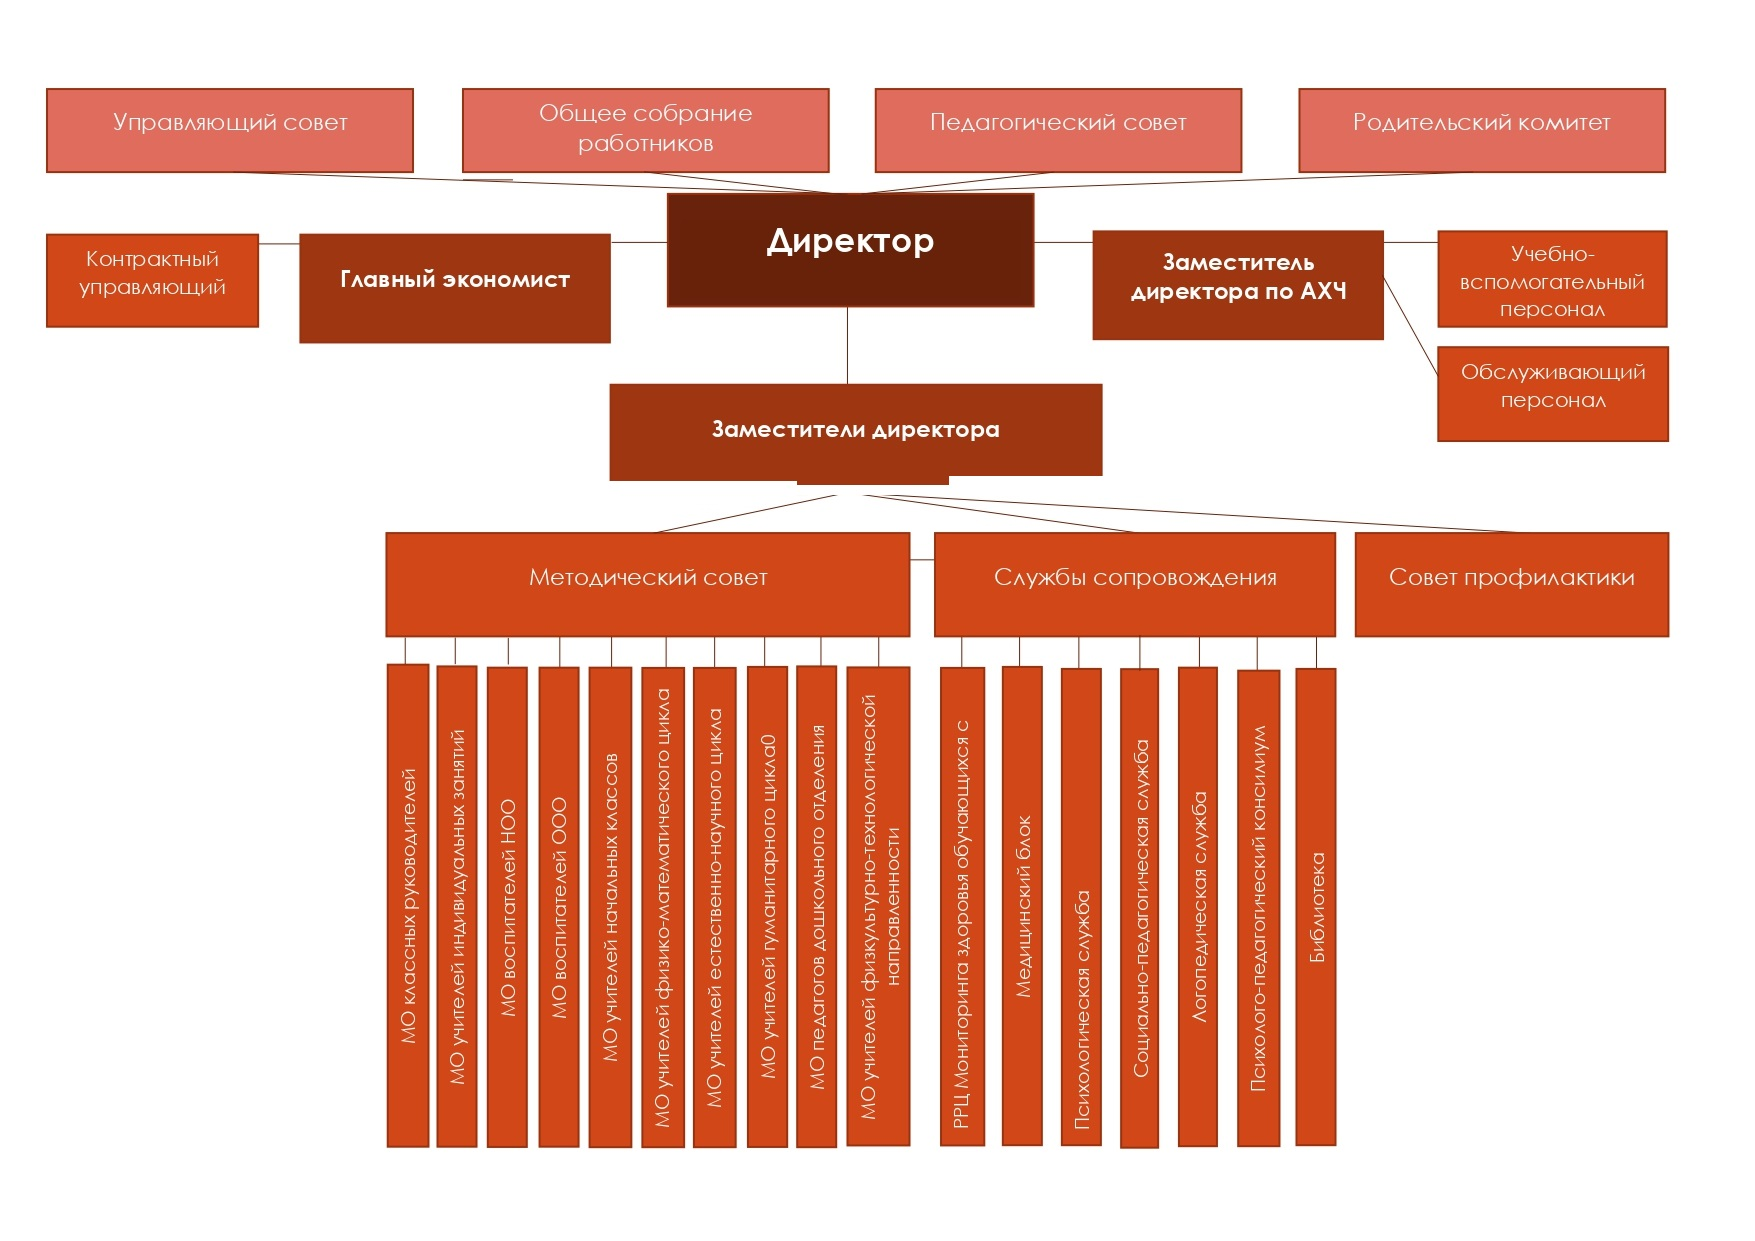 Управляющий совет
Общее собрание
работников
Педагогический совет
Родительский комитет
Контрактный
управляющий
Главный экономист
Директор
Заместитель
директора по АХЧ
Учебно-
вспомогательный
персонал
Обслуживающий
персонал
Заместители директора
Методический совет
Службы сопровождения
Совет профилактики
МО классных руководителей
МО учителей индивидуальных занятий
МО воспитателей НОО
МО воспитателей ООО
МО учителей начальных классов
МО учителей физико-математического цикла
МО учителей естественно-научного цикла
МО учителей гуманитарного цикла0
МО педагогов дошкольного отделения
МО учителей физкультурно-технологической
направленности
РРЦ Мониторинга здоровья обучающихся с
Медицинский блок
Психологическая служба
Социально-педагогическая служба
Логопедическая служба
Психолого-педагогический консилиум
Библиотека